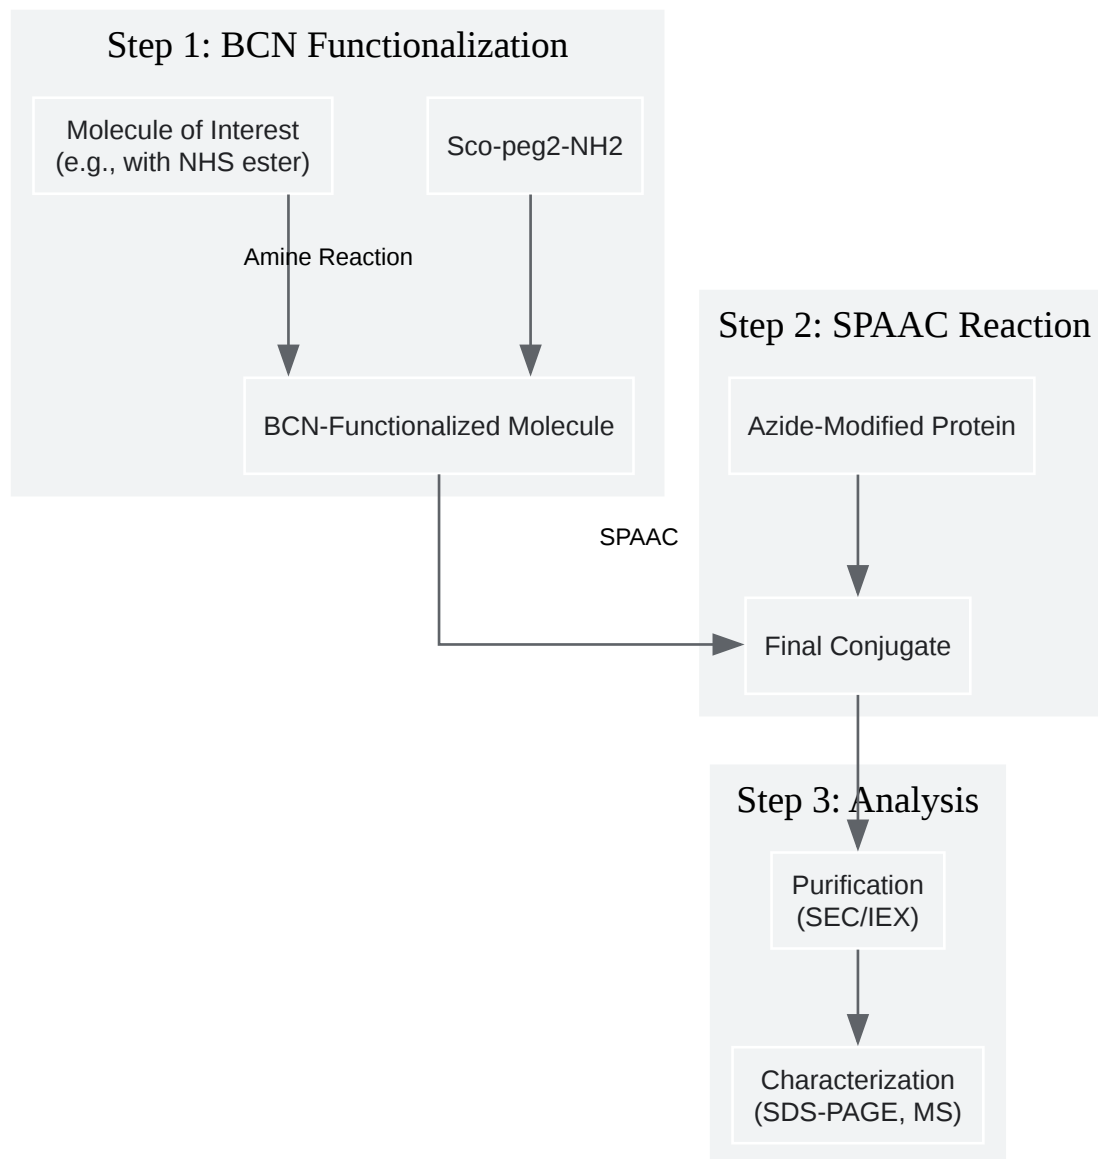 Step 1: BCN Functionalization
Molecule of Interest
(e.g., with NHS ester)
Sco-peg2-NH2
Amine Reaction
BCN-Functionalized Molecule
SPAAC
Step 2: SPAAC Reaction
Azide-Modified Protein
Final Conjugate
Step 3: Analysis
Purification
(SEC/IEX)
Characterization
(SDS-PAGE, MS)